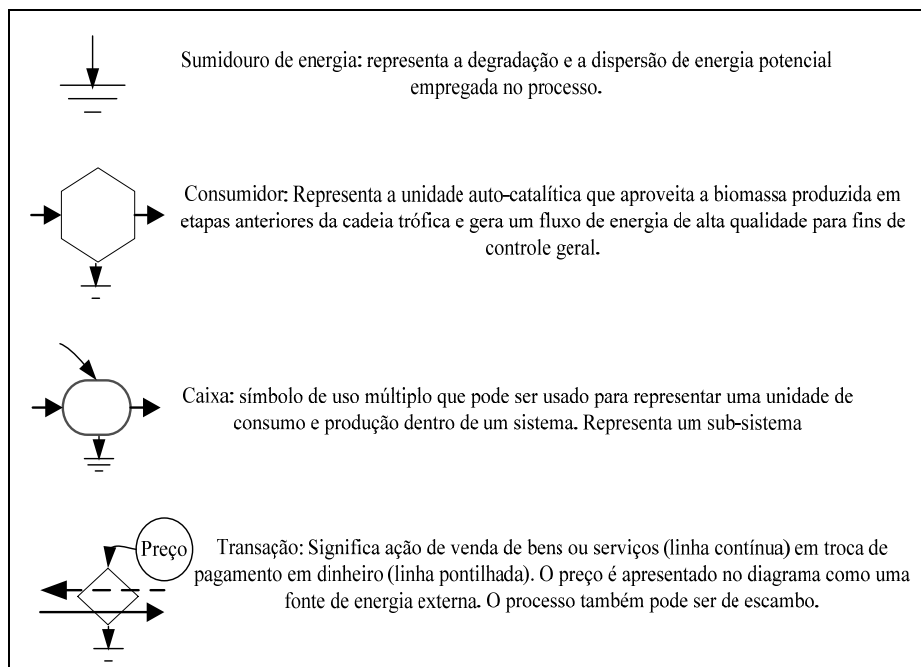 Sumidouro de energia: representa a degradação e a dispersão de energia potencial
empregada no processo.
Consumidor: Representa a unidade auto-catalítica que aproveita a biomassa produzida em
etapas anteriores da cadeia trófica e gera um fluxo de energia de alta qualidade para fins de
controle geral.
Caixa: símbolo de uso múltiplo que pode ser usado para representar uma unidade de
consumo e produção dentro de um sistema. Representa um sub-sistema
Preço
Transação: Significa ação de venda de bens ou serviços (linha contínua) em troca de
pagamento em dinheiro (linha pontilhada). O preço é apresentado no diagrama como uma
fonte de energia externa. O processo também pode ser de escambo.